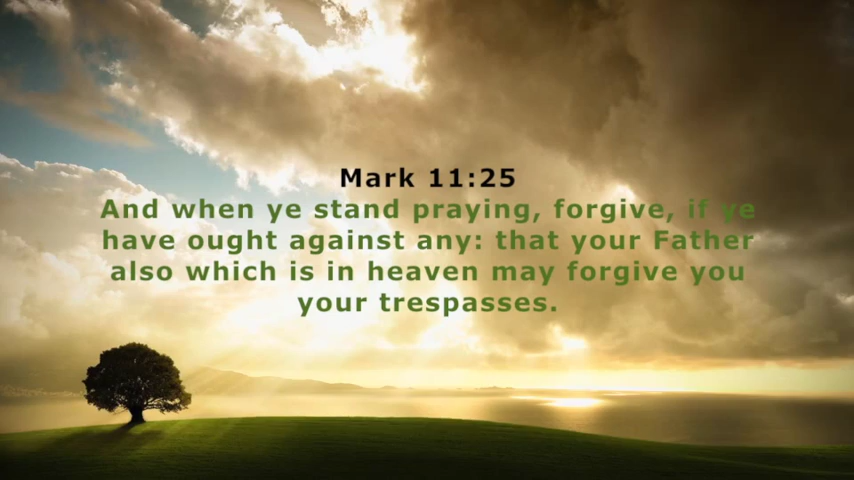 Mark 11:25
And when ye stand praying, forgive, if ye
have ought against any: that your Father
also which is in heaven may forgive you
your trespasses.